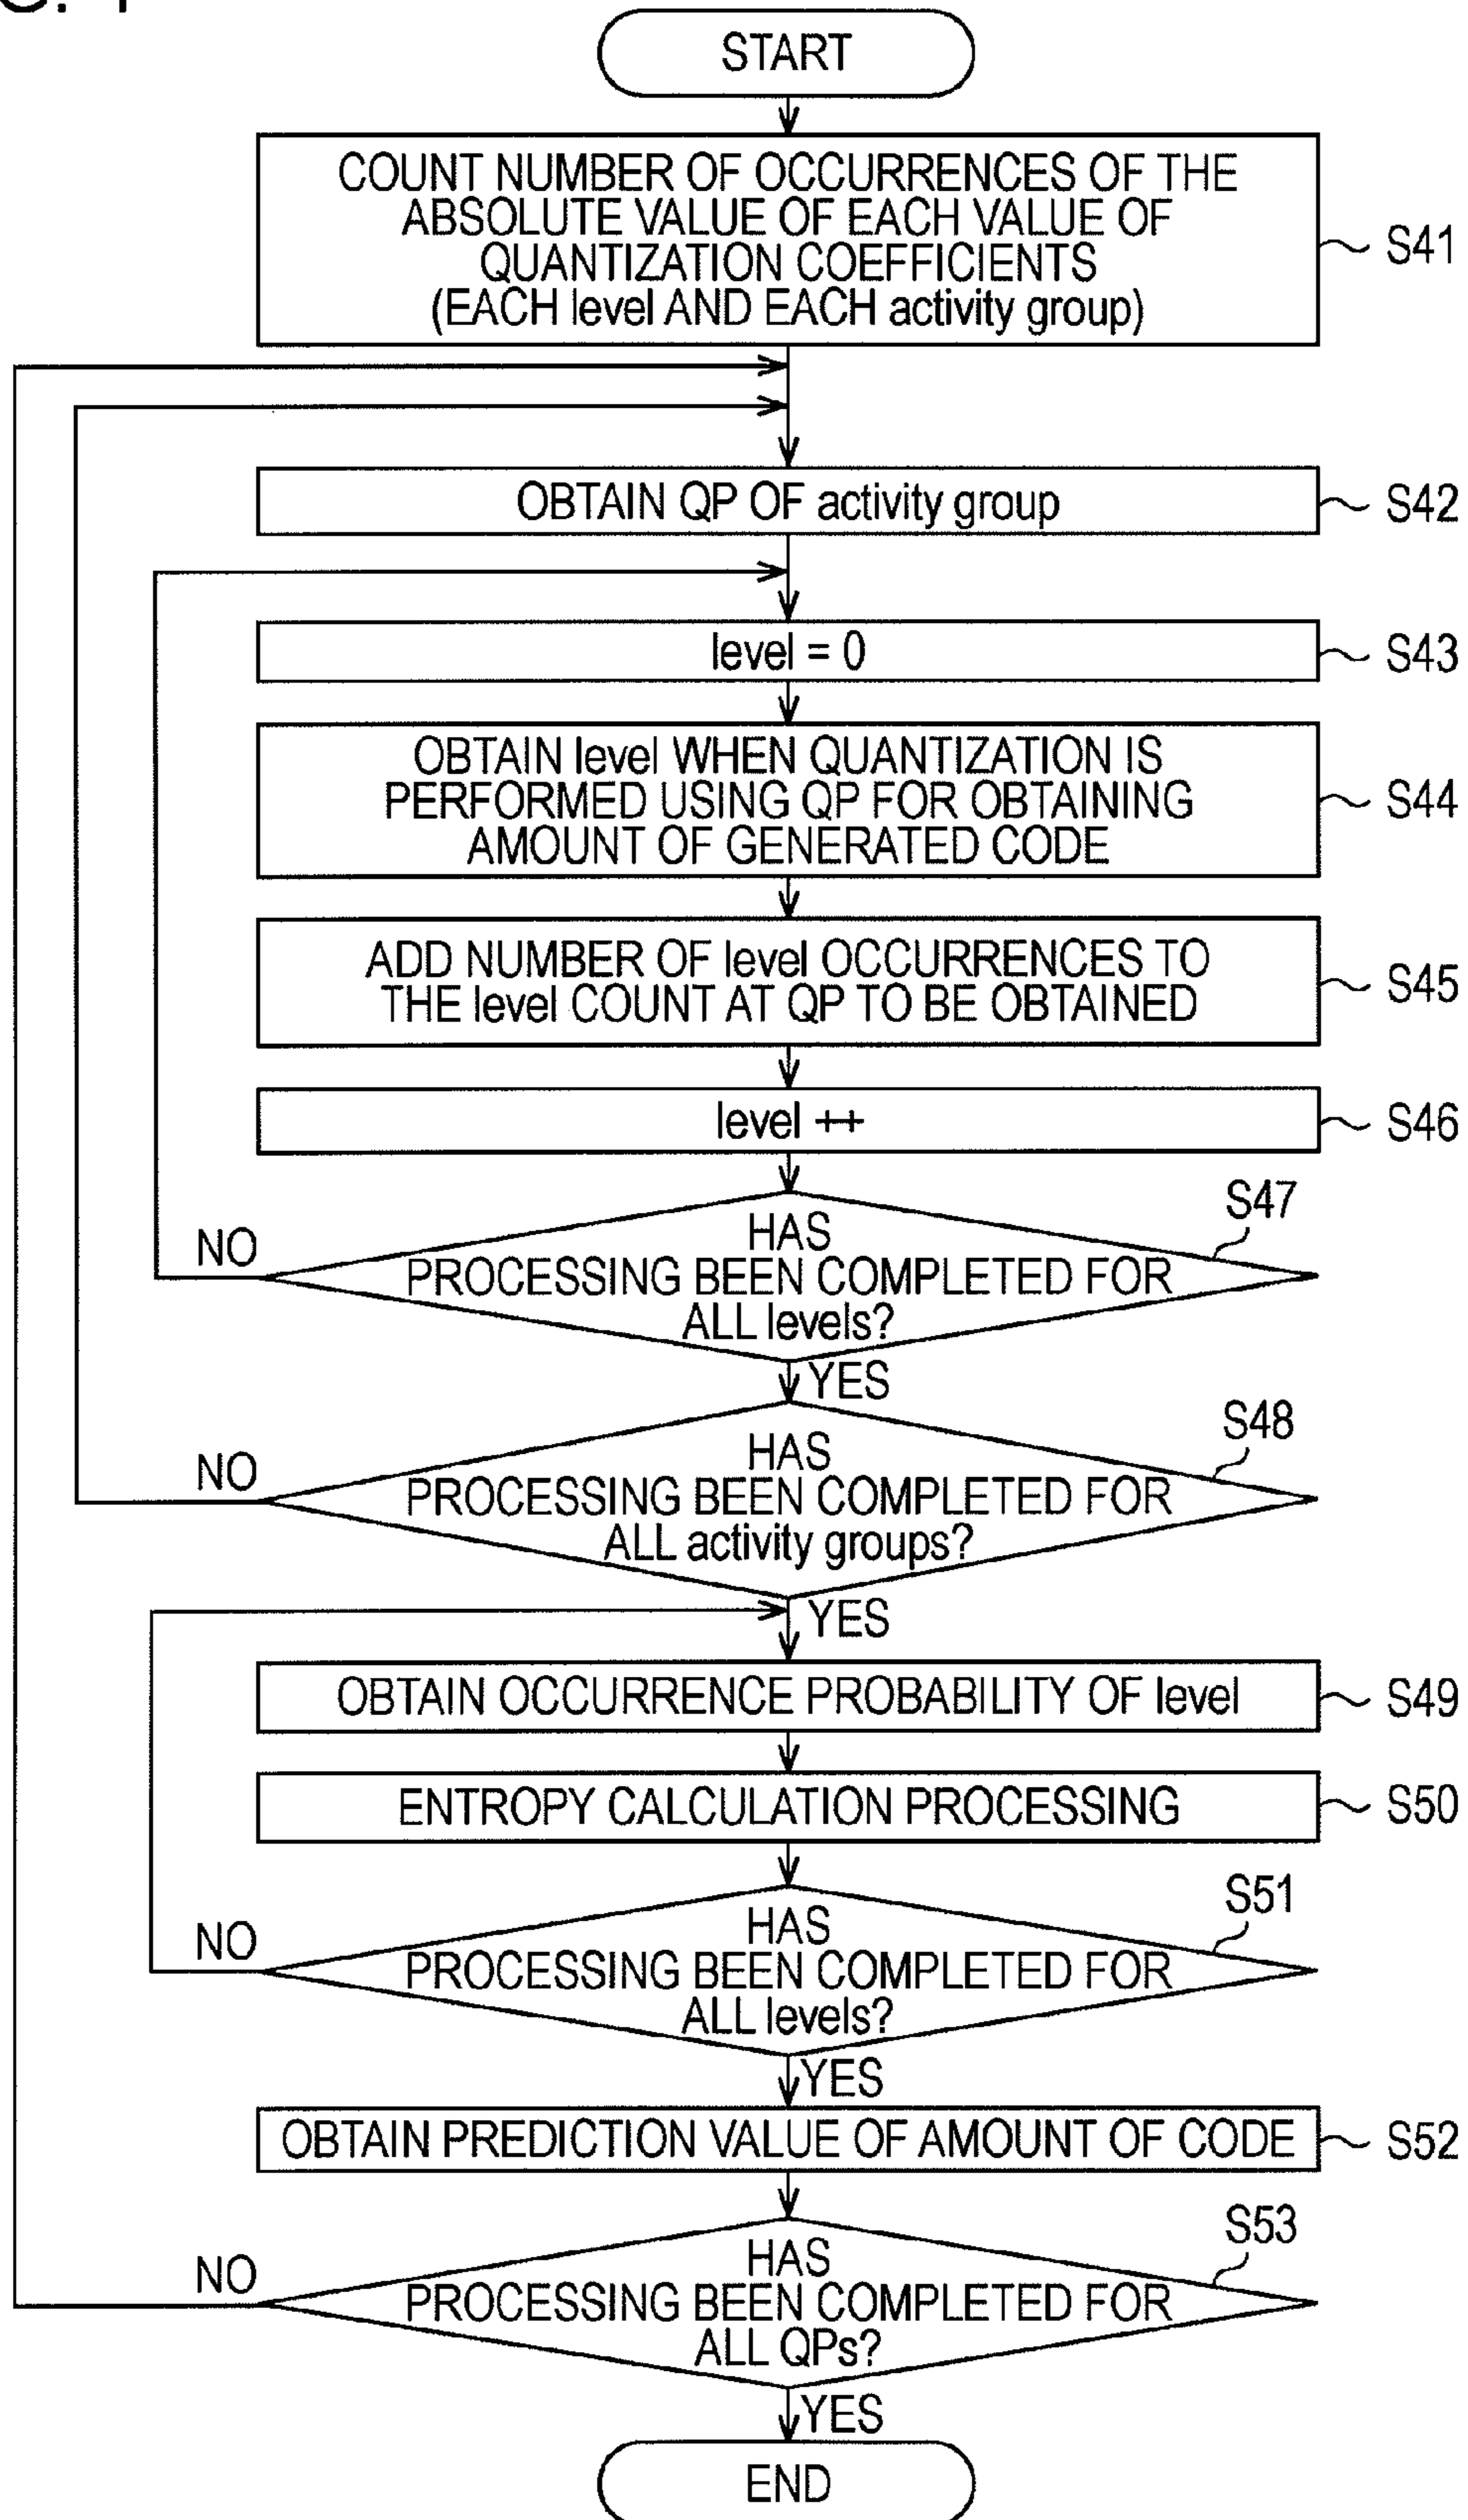 START
COUNT NUMBER OF OCCURRENCES OF THE
ABSOLUTE VALUE OF EACH VALUE OF
QUANTIZATION COEFFICIENTS
(EACH level AND EACH activity group)
S41
OBTAIN QP OF activity group
S42
level = 0
S43
OBTAIN level WHEN QUANTIZATION IS
PERFORMED USING QP FOR OBTAINING
AMOUNT OF GENERATED CODE
S44
ADD NUMBER OF level OCCURRENCES TO
THE level COUNT AT QP TO BE OBTAINED
S45
level ++
S46
S47
HAS
PROCESSING BEEN COMPLETED FOR
ALL levels?
NO
YES
S48
HAS
PROCESSING BEEN COMPLETED FOR
ALL activity groups?
NO
YES
OBTAIN OCCURRENCE PROBABILITY OF level
S49
ENTROPY CALCULATION PROCESSING
S50
S51
HAS
PROCESSING BEEN COMPLETED FOR
ALL levels?
NO
YES
OBTAIN PREDICTION VALUE OF AMOUNT OF CODE
S52
S53
HAS
PROCESSING BEEN COMPLETED FOR
ALL QPs?
NO
YES
END